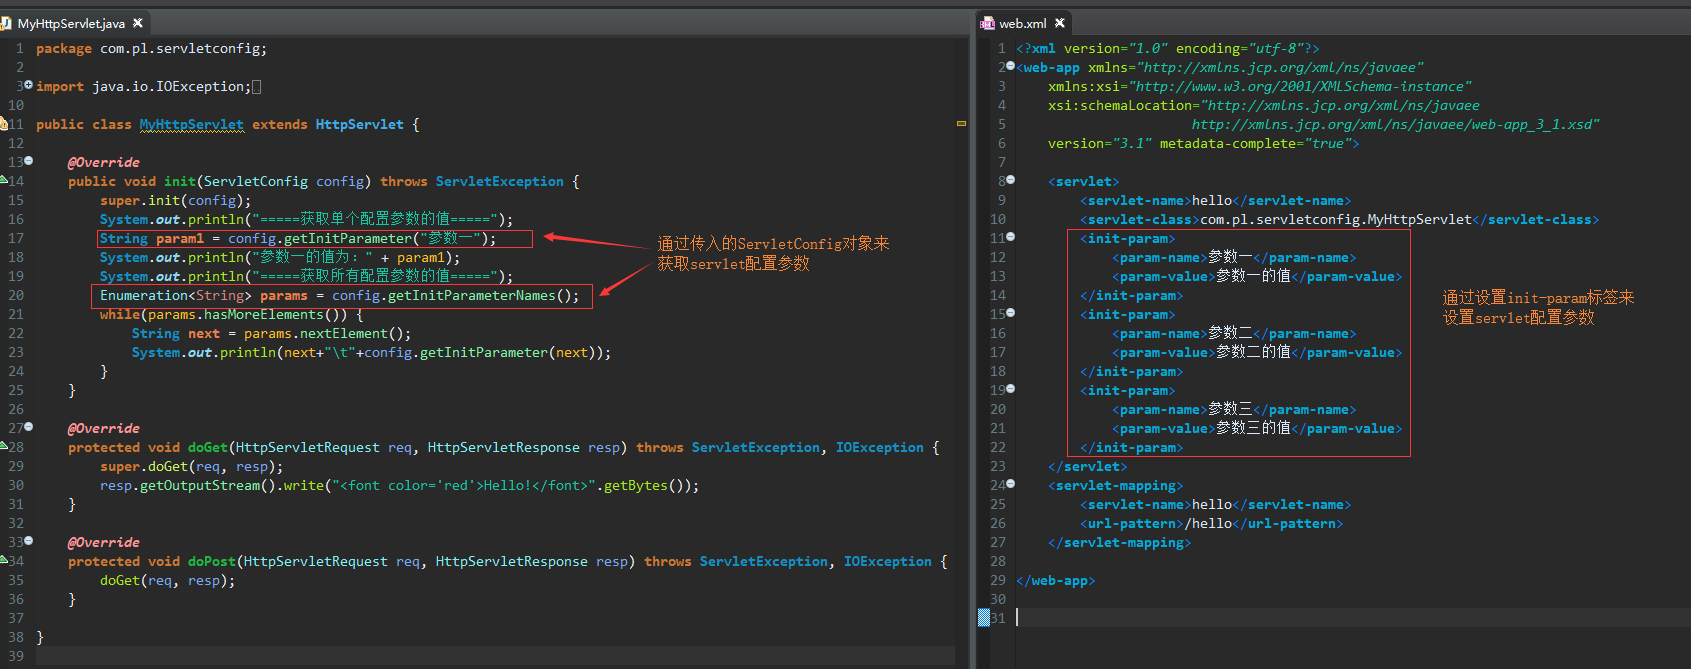 MyHttpServlet.java
1 package com.pl.servletconfig;
2
3 import java.io.IOException;
10
11 public class MyHttpServlet extends HttpServlet {
12
13 @Override
14 public void init(ServletConfig config) throws ServletException {
15 super.init(config);
16 System.out.println("=====获取单个配置参数的值=====");
17 String param1 = config.getInitParameter("参数一");
18 System.out.println("参数一的值为：" + param1);
19 System.out.println("=====获取所有配置参数的值=====");
20 Enumeration<String> params = config.getInitParameterNames();
21 while(params.hasMoreElements()) {
22 String next = params.nextElement();
23 System.out.println(next+"\t"+config.getInitParameter(next));
24 }
25 }
26
27 @Override
28 protected void doGet(HttpServletRequest req, HttpServletResponse resp) throws ServletException, IOException {
29 super.doGet(req, resp);
30 resp.getOutputStream().write("<font color='red'>Hello!</font>".getBytes());
31 }
32
33 @Override
34 protected void doPost(HttpServletRequest req, HttpServletResponse resp) throws ServletException, IOException {
35 doGet(req, resp);
36 }
37
38 }
39
通过传入的ServletConfig对象来
获取servlet配置参数
web.xml
1 <?xml version="1.0" encoding="utf-8"?>
2 <web-app xmlns="http://xmlns.jcp.org/xml/ns/javaee"
3 xmlns:xsi="http://www.w3.org/2001/XMLSchema-instance"
4 xsi:schemaLocation="http://xmlns.jcp.org/xml/ns/javaee
5 http://xmlns.jcp.org/xml/ns/javaee/web-app_3_1.xsd"
6 version="3.1" metadata-complete="true">
7
8 <servlet>
9 <servlet-name>hello</servlet-name>
10 <servlet-class>com.pl.servletconfig.MyHttpServlet</servlet-class>
11 <init-param>
12 <param-name>参数一</param-name>
13 <param-value>参数一的值</param-value>
14 </init-param>
15 <init-param>
16 <param-name>参数二</param-name>
17 <param-value>参数二的值</param-value>
18 </init-param>
19 <init-param>
20 <param-name>参数三</param-name>
21 <param-value>参数三的值</param-value>
22 </init-param>
23 </servlet>
24 <servlet-mapping>
25 <servlet-name>hello</servlet-name>
26 <url-pattern>/hello</url-pattern>
27 </servlet-mapping>
28
29 </web-app>
30
31
通过设置init-param标签来
设置servlet配置参数